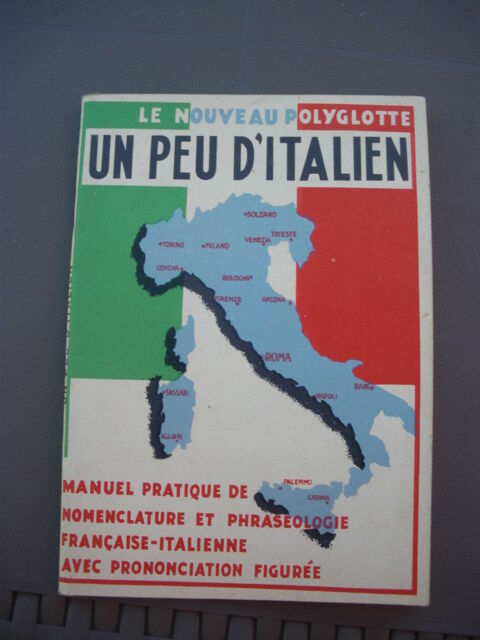 LE NOUVEAU POLYGLOTTE
UN PEU D'ITALIEN
BOLZANO
TRIESTE
TORINO
MILANO
VENEZIA
GENOVA
BOLOGNA
FIRENZE
ANCONA
ROMA
BARI
SASSARI
NAPOLI
CAGLIARI
PALERMO
CATANIA
MANUEL PRATIQUE DE
NOMENCLATURE ET PHRASEOLOGIE
FRANÇAISE-ITALIENNE
AVEC PRONONCIATION FIGURÉE